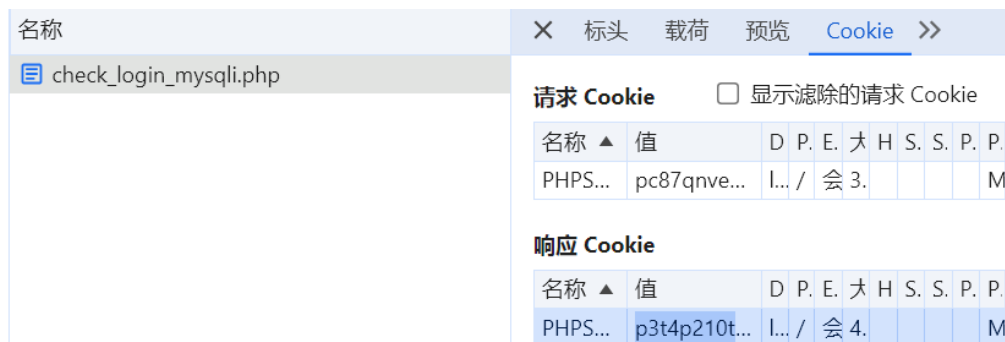 名称
× 标头 载荷 预览 Cookie >>
check_login_mysqli.php
请求 Cookie 显示滤除的请求 Cookie
名称 ▲ 值 D P. E. 大 H S. S. P. P.
PHPS... pc87qnve... l... / 会 3. M
响应 Cookie
名称 ▲ 值 D P. E. 大 H S. S. P. P.
PHPS... p3t4p210t... l... / 会 4. M